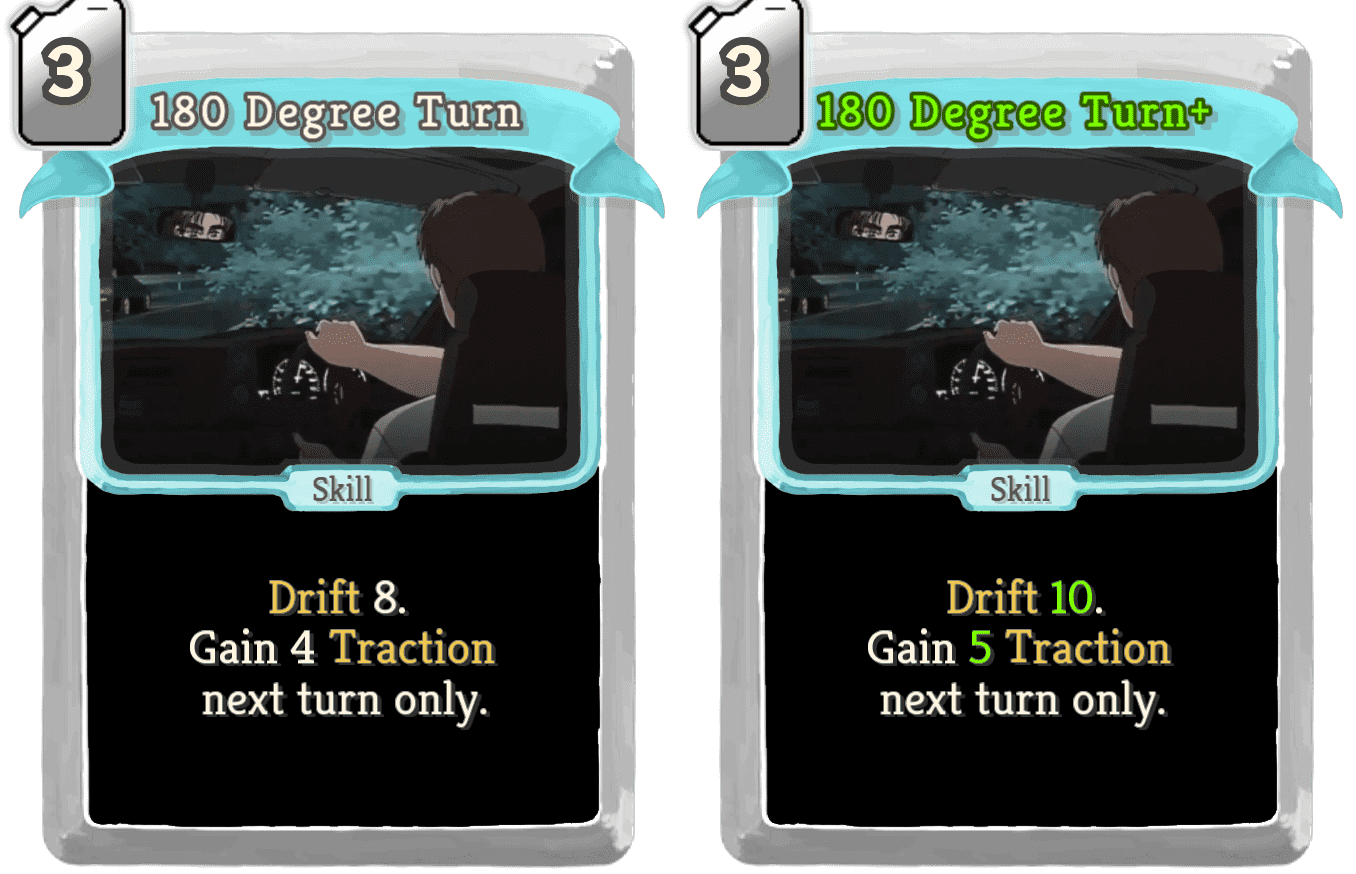 3
180 Degree Turn
Skill
Drift 8.
Gain 4 Traction
next turn only.
3
180 Degree Turn+
Skill
Drift 10.
Gain 5 Traction
next turn only.